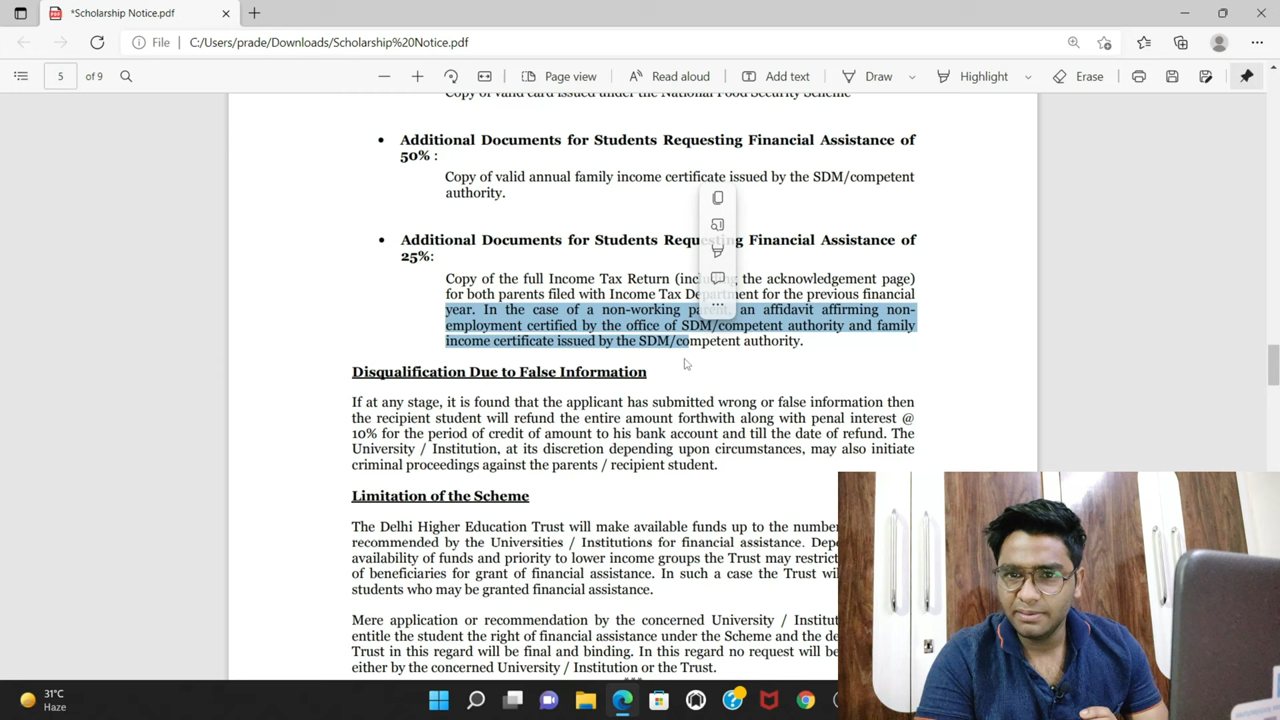 *Scholarship Notice.pdf
File
C:/Users/prade/Downloads/Scholarship%20Notice.pdf
5 of 9
Page view
Read aloud
Add text
Draw
Highlight
Erase
Copy of valid card issued under the National Food Security Scheme
• Additional Documents for Students Requesting Financial Assistance of
50% :
Copy of valid annual family income certificate issued by the SDM/competent
authority.
• Additional Documents for Students Requesting Financial Assistance of
25%:
Copy of the full Income Tax Return (including the acknowledgement page)
for both parents filed with Income Tax Department for the previous financial
year. In the case of a non-working parent, an affidavit affirming non-
employment certified by the office of SDM/competent authority and family
income certificate issued by the SDM/competent authority.
Disqualification Due to False Information
If at any stage, it is found that the applicant has submitted wrong or false information then
the recipient student will refund the entire amount forthwith along with penal interest @
10% for the period of credit of amount to his bank account and till the date of refund. The
University / Institution, at its discretion depending upon circumstances, may also initiate
criminal proceedings against the parents / recipient student.
Limitation of the Scheme
The Delhi Higher Education Trust will make available funds up to the number
recommended by the Universities / Institutions for financial assistance.
availability of funds and priority to lower income groups the Trust may restrict
of beneficiaries for grant of financial assistance. In such a case the Trust
students who may be granted financial assistance.
Mere application or recommendation by the concerned University /
entitle the student the right of financial assistance under the Scheme and the
Trust in this regard will be final and binding. In this regard no request will be
either by the concerned University / Institution or the Trust.
31°C
Haze